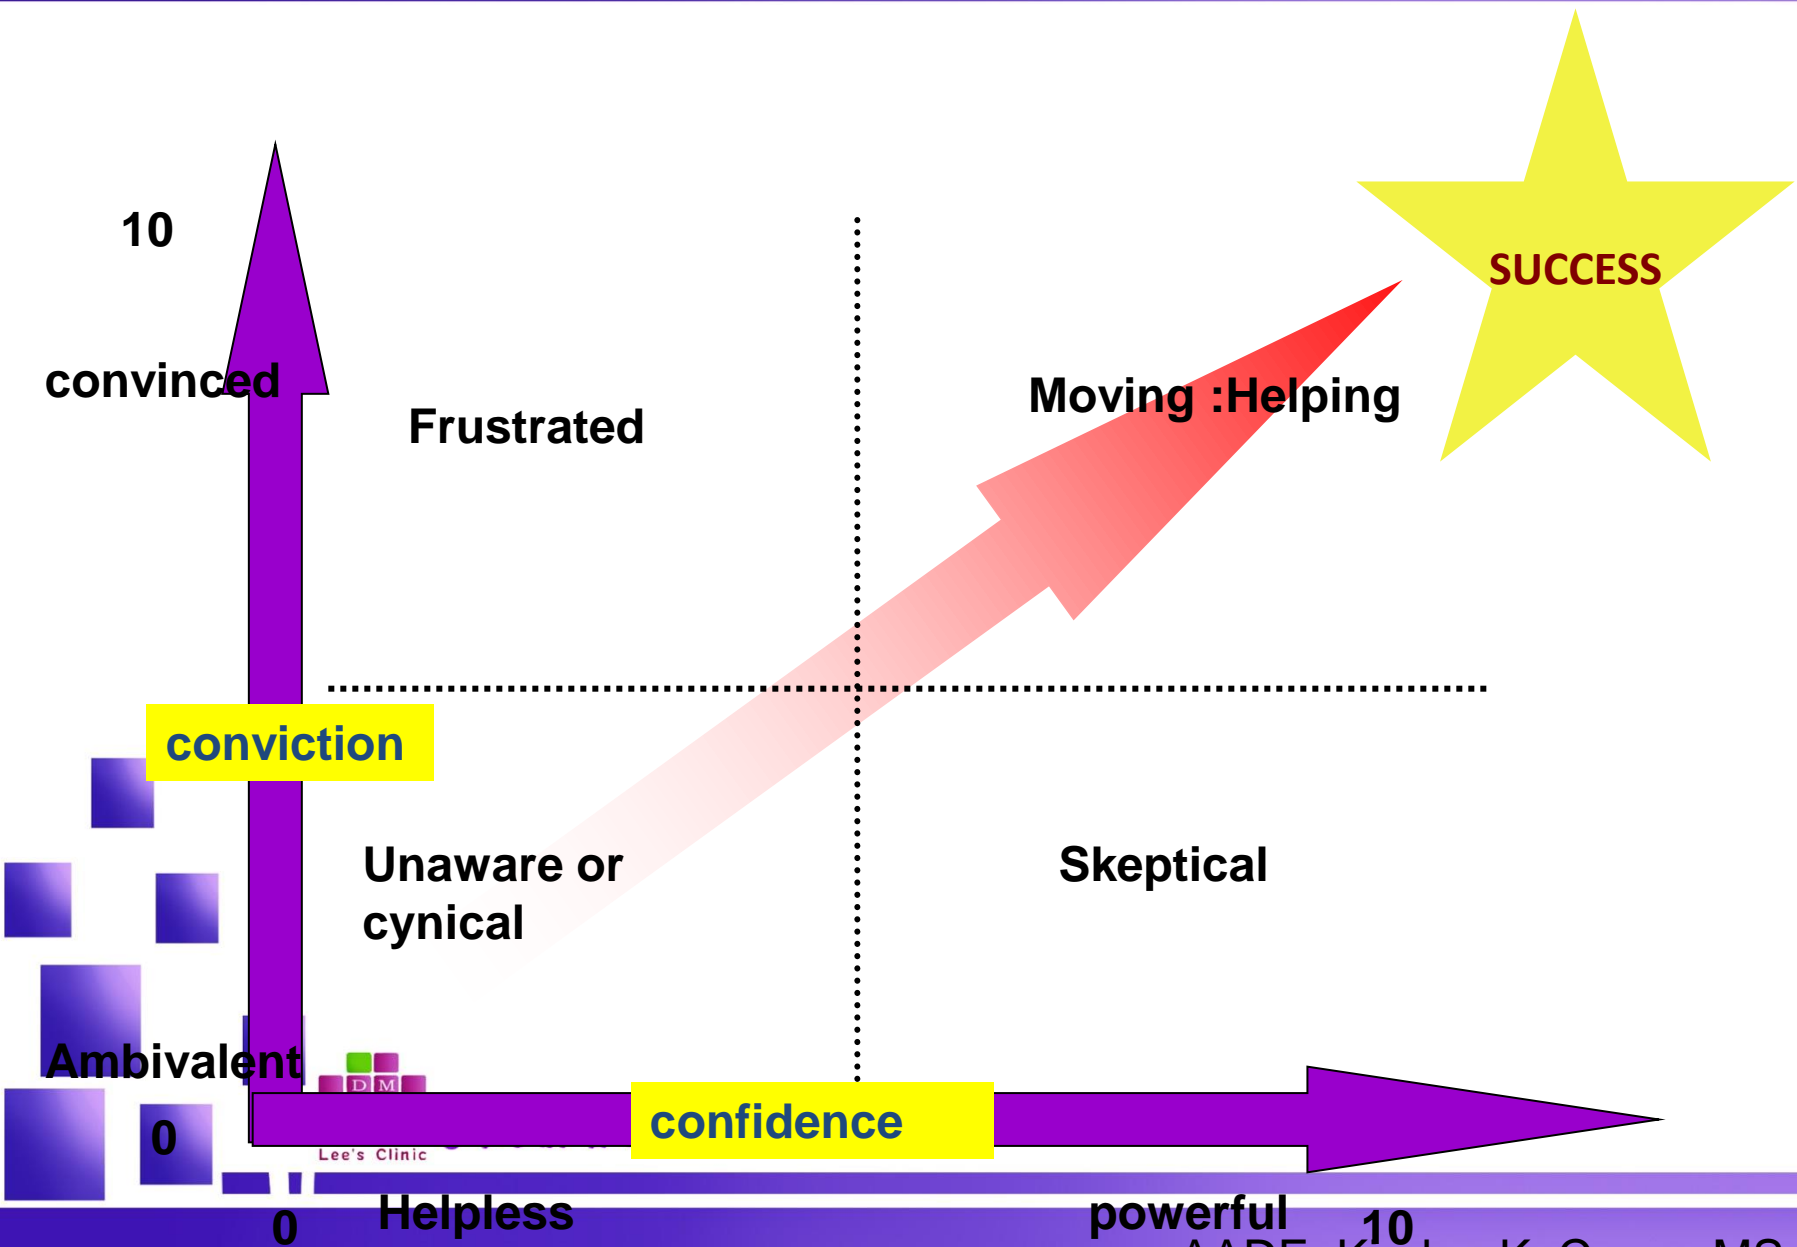 10
SUCCESS
convinced
Moving :Helping
Frustrated
conviction
Unaware or
cynical
Skeptical
Ambivalent
D M
0
confidence
Lee's Clinic
Helpless
powerful
0
10